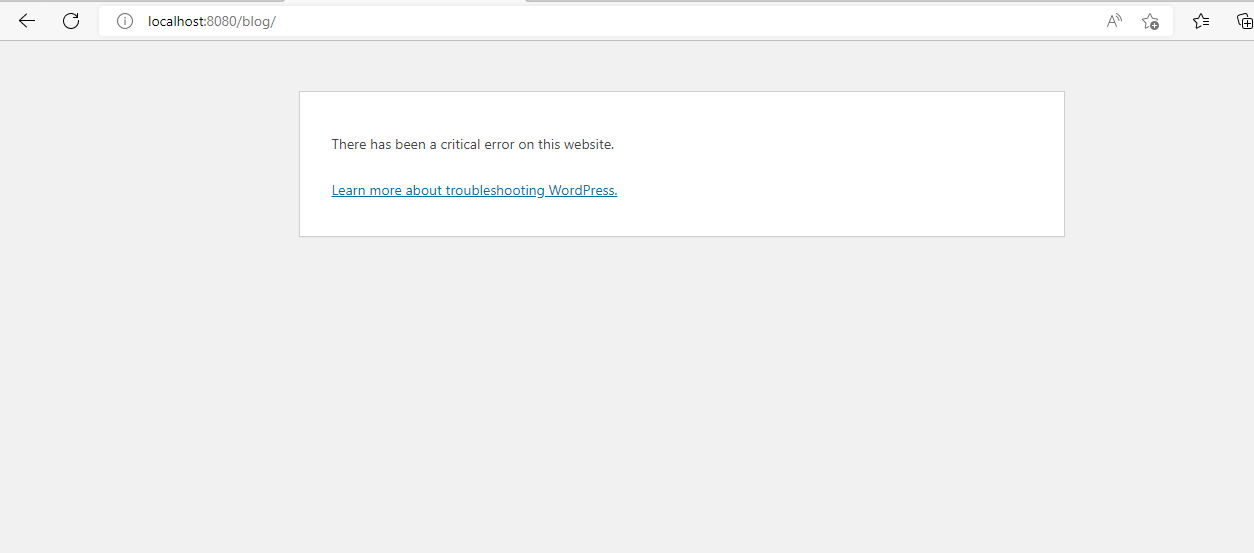 localhost:8080/blog/
There has been a critical error on this website.
Learn more about troubleshooting WordPress.